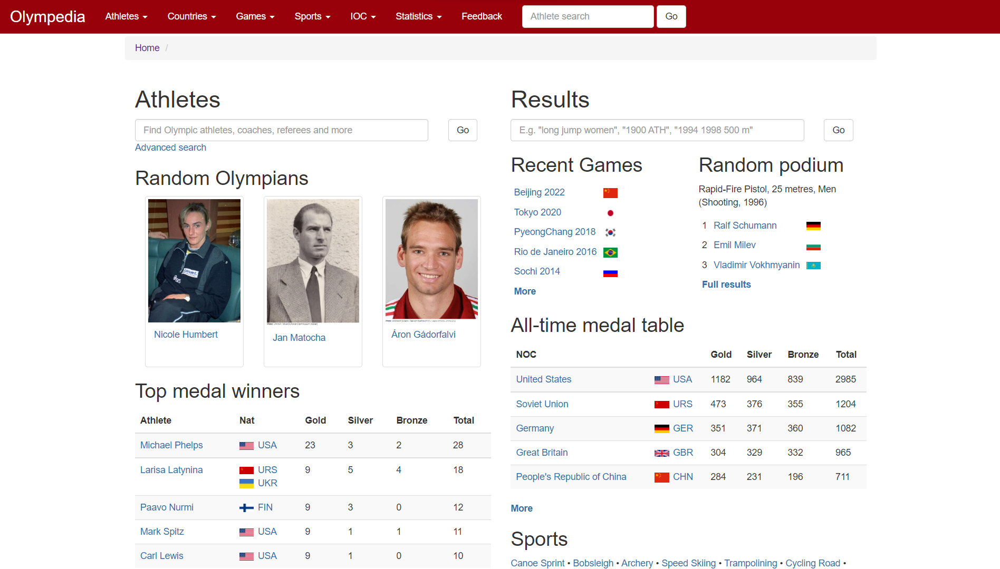 Olympedia Athletes Countries Games Sports IOC Statistics Feedback Athlete search Go
Home /
Athletes
Find Olympic athletes, coaches, referees and more Go
Advanced search
Random Olympians
Nicole Humbert
Jan Matocha
Áron Gádorfalvi
Top medal winners
Athlete Nat Gold Silver Bronze Total
Michael Phelps USA 23 3 2 28
Larisa Latynina URS 9 5 4 18
UKR
Paavo Nurmi FIN 9 3 0 12
Mark Spitz USA 9 1 1 11
Carl Lewis USA 9 1 0 10
Results
E.g. "long jump women", "1900 ATH", "1994 1998 500 m" Go
Recent Games
Beijing 2022
Tokyo 2020
PyeongChang 2018
Rio de Janeiro 2016
Sochi 2014
More
Random podium
Rapid-Fire Pistol, 25 metres, Men
(Shooting, 1996)
1 Ralf Schumann
2 Emil Milev
3 Vladimir Vokhmyanin
Full results
All-time medal table
NOC Gold Silver Bronze Total
United States USA 1182 964 839 2985
Soviet Union URS 473 376 355 1204
Germany GER 351 371 360 1082
Great Britain GBR 304 329 332 965
People's Republic of China CHN 284 231 196 711
More
Sports
Canoe Sprint • Bobsleigh • Archery • Speed Skiing • Trampolining • Cycling Road •